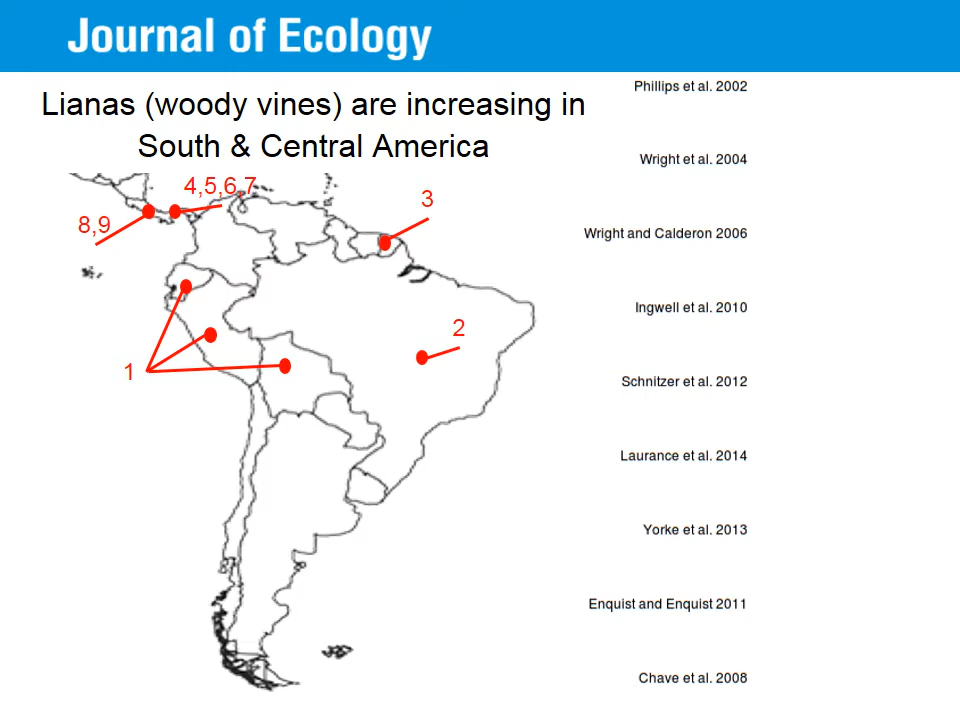 Journal of Ecology
Lianas (woody vines) are increasing in
South & Central America
4,5,6,7
3
8,9
2
1
Phillips et al. 2002
Wright et al. 2004
Wright and Calderon 2006
Ingwell et al. 2010
Schnitzer et al. 2012
Laurance et al. 2014
Yorke et al. 2013
Enquist and Enquist 2011
Chave et al. 2008